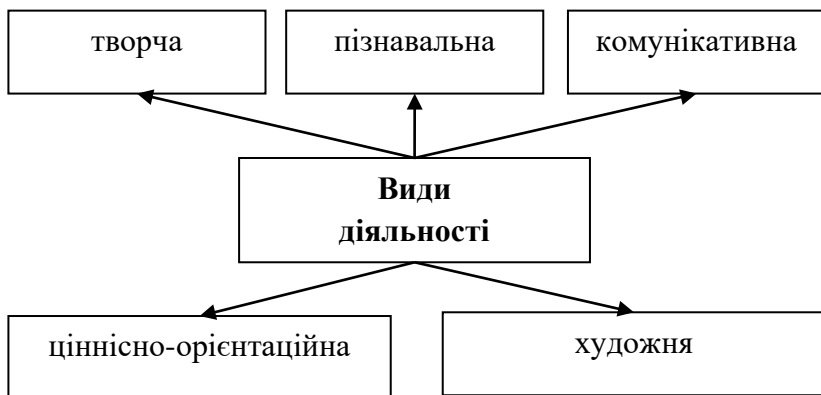 творча
пізнавальна
комунікативна
Види
діяльності
ціннісно-орієнтаційна
художня